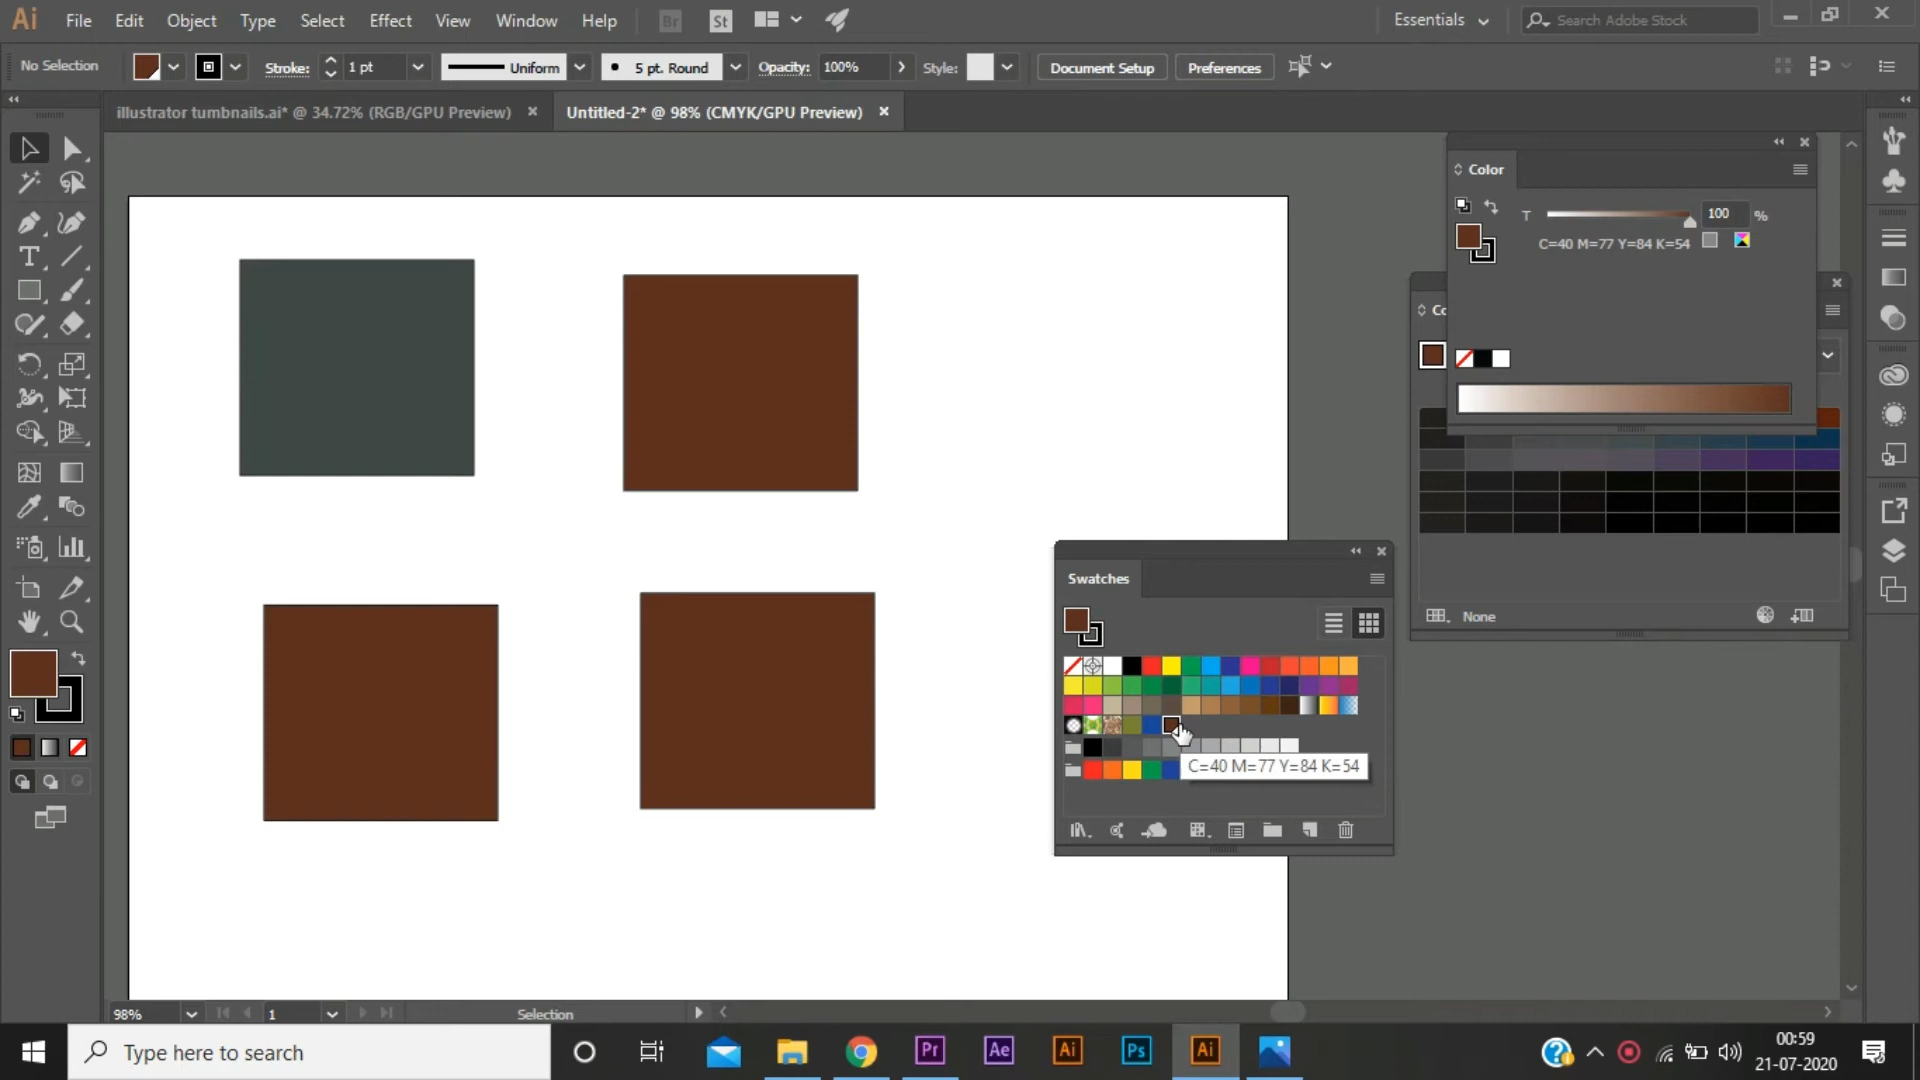 Ai File Edit Object Type Select Effect View Window Help Br St Essentials Search Adobe Stock
No Selection Stroke: 1 pt Uniform 5 pt. Round Opacity: 100% Style: Document Setup Preferences
illustrator tumbnails.ai* @ 34.72% (RGB/GPU Preview) Untitled-2* @ 98% (CMYK/GPU Preview)
Color
T 100 %
C=40 M=77 Y=84 K=54
Co
None
Swatches
C=40 M=77 Y=84 K=54
98% 1 Selection
Type here to search
Pr Ae Ai Ps Ai
00:59
21-07-2020